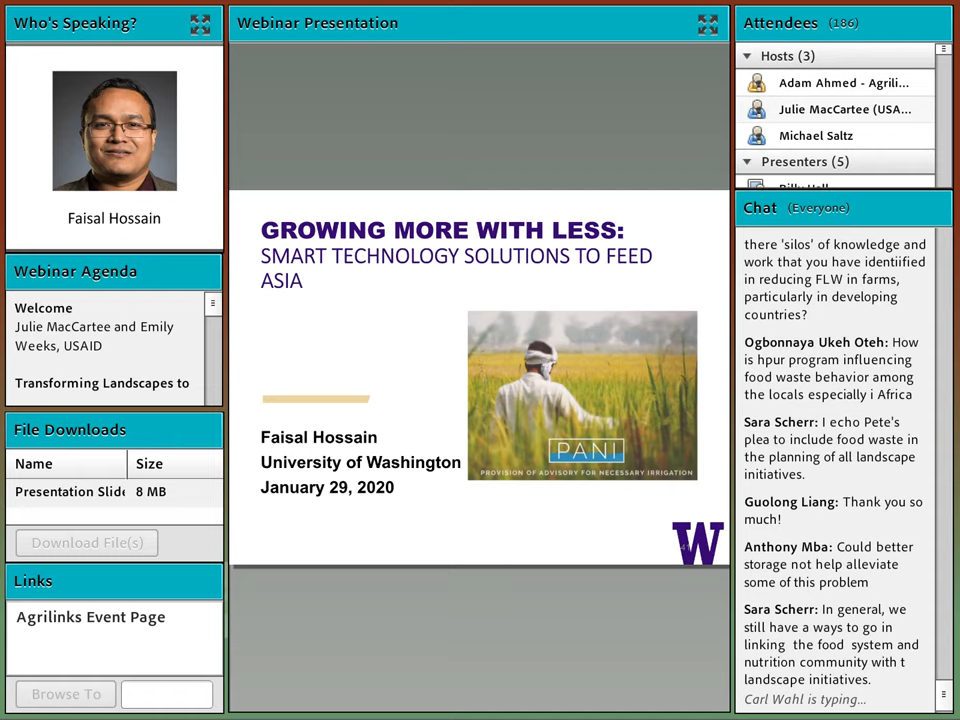 Who's Speaking?
Faisal Hossain
Webinar Agenda
Welcome
Julie MacCartee and Emily
Weeks, USAID
Transforming Landscapes to
File Downloads
Name Size
Presentation Slide 8 MB
Download File(s)
Links
Agrilinks Event Page
Browse To
Webinar Presentation
GROWING MORE WITH LESS:
SMART TECHNOLOGY SOLUTIONS TO FEED
ASIA
PANI
PROVISION OF ADVISORY FOR NECESSARY IRRIGATION
Faisal Hossain
University of Washington
January 29, 2020
W
Attendees (186)
Hosts (3)
Adam Ahmed - Agrili...
Julie MacCartee (USA...
Michael Saltz
Presenters (5)
Chat (Everyone)
there 'silos' of knowledge and
work that you have identiified
in reducing FLW in farms,
particularly in developing
countries?
Ogbonnaya Ukeh Oteh: How
is hpur program influencing
food waste behavior among
the locals especially i Africa
Sara Scherr: I echo Pete's
plea to include food waste in
the planning of all landscape
initiatives.
Guolong Liang: Thank you so
much!
Anthony Mba: Could better
storage not help alleviate
some of this problem
Sara Scherr: In general, we
still have a ways to go in
linking the food system and
nutrition community with t
landscape initiatives.
Carl Wahl is typing...